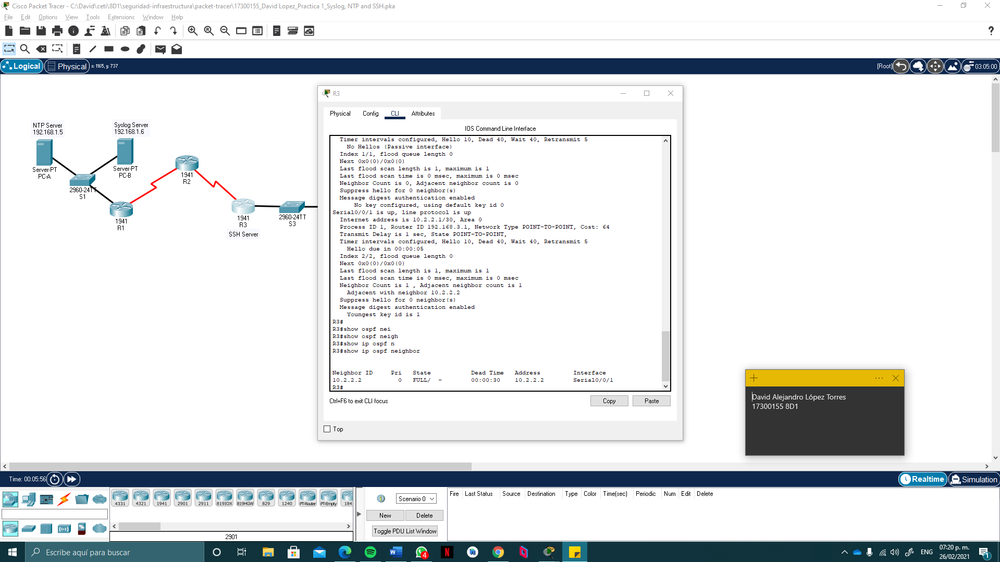 Cisco Packet Tracer - C:\David\ceti\8D1\seguridad-infraestructura\packet-tracer\17300155_David Lopez_Practica 1_Syslog, NTP and SSH.pka
File Edit Options View Tools Extensions Window Help
Logical Physical x: 1165, y: 737 [Root] 03:05:00
NTP Server
192.168.1.5
Syslog Server
192.168.1.6
Server-PT
PC-A
Server-PT
PC-B
2960-24TT
S1
1941
R1
1941
R2
1941
R3
SSH Server
2960-24TT
S3
R3
Physical Config CLI Attributes
IOS Command Line Interface
Timer intervals configured, Hello 10, Dead 40, Wait 40, Retransmit 5
No Hellos (Passive interface)
Index 1/1, flood queue length 0
Next 0x0(0)/0x0(0)
Last flood scan length is 1, maximum is 1
Last flood scan time is 0 msec, maximum is 0 msec
Neighbor Count is 0, Adjacent neighbor count is 0
Suppress hello for 0 neighbor(s)
Message digest authentication enabled
No key configured, using default key id 0
Serial0/0/1 is up, line protocol is up
Internet address is 10.2.2.1/30, Area 0
Process ID 1, Router ID 192.168.3.1, Network Type POINT-TO-POINT, Cost: 64
Transmit Delay is 1 sec, State POINT-TO-POINT,
Timer intervals configured, Hello 10, Dead 40, Wait 40, Retransmit 5
Hello due in 00:00:05
Index 2/2, flood queue length 0
Next 0x0(0)/0x0(0)
Last flood scan length is 1, maximum is 1
Last flood scan time is 0 msec, maximum is 0 msec
Neighbor Count is 1 , Adjacent neighbor count is 1
Adjacent with neighbor 10.2.2.2
Suppress hello for 0 neighbor(s)
Message digest authentication enabled
Youngest key id is 1
R3#
R3#show ospf nei
R3#show ospf neigh
R3#show ip ospf n
R3#show ip ospf neighbor
Neighbor ID Pri State Dead Time Address Interface
10.2.2.2 0 FULL/ - 00:00:30 10.2.2.2 Serial0/0/1
R3#
Ctrl+F6 to exit CLI focus Copy Paste
Top
David Alejandro López Torres
17300155 8D1
Time: 00:05:56 Realtime Simulation
4331 4321 1941 2901 2911 819IOX 819HGW 829 1240 PT-Router PT-Empty 184
2901
Scenario 0
New Delete
Toggle PDU List Window
Fire Last Status Source Destination Type Color Time(sec) Periodic Num Edit Delete
Escribe aquí para buscar
4
ENG
07:20 p. m.
26/02/2021
1